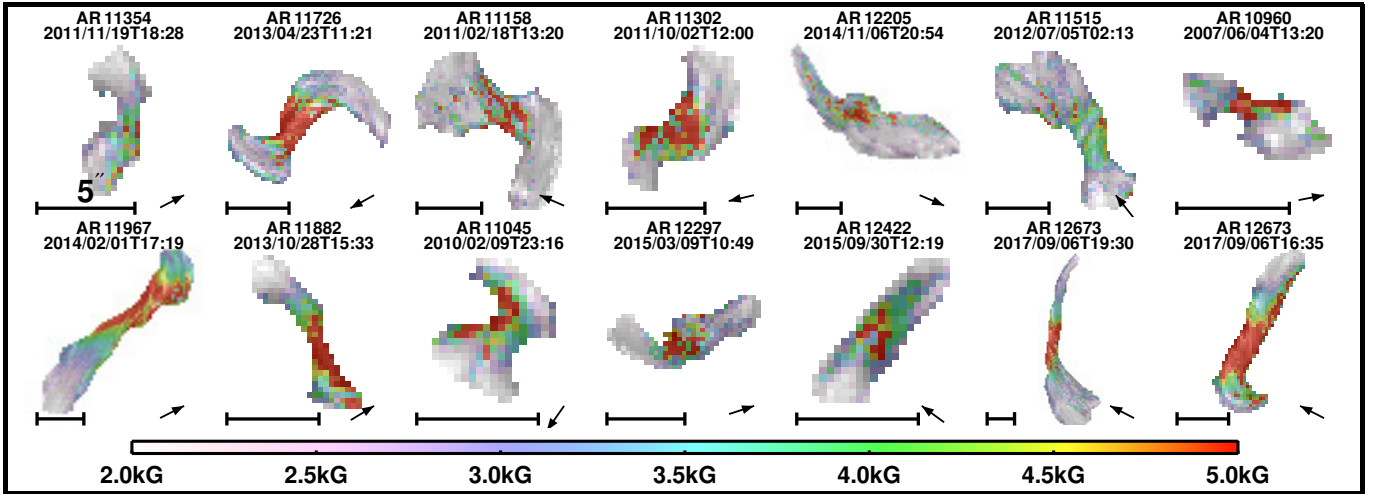 AR 11354 AR 11726 AR 11158 AR 11302 AR 12205 AR 11515 AR 10960
2011/11/19T18:28 2013/04/23T11:21 2011/02/18T13:20 2011/10/02T12:00 2014/11/06T20:54 2012/07/05T02:13 2007/06/04T13:20
5″
AR 11967 AR 11882 AR 11045 AR 12297 AR 12422 AR 12673 AR 12673
2014/02/01T17:19 2013/10/28T15:33 2010/02/09T23:16 2015/03/09T10:49 2015/09/30T12:19 2017/09/06T19:30 2017/09/06T16:35
2.0kG 2.5kG 3.0kG 3.5kG 4.0kG 4.5kG 5.0kG